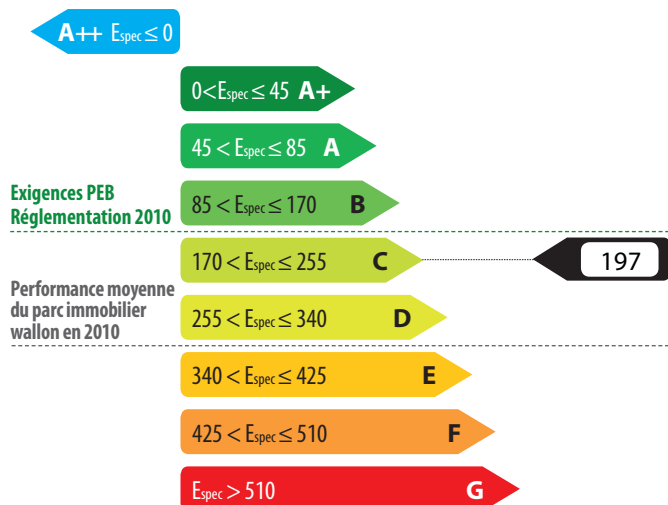 A++ Espec ≤ 0
0<Espec ≤ 45 A+
45 < Espec ≤ 85 A
Exigences PEB
Réglementation 2010
85 < Espec ≤ 170 B
170 < Espec ≤ 255 C
197
Performance moyenne
du parc immobilier
wallon en 2010
255 < Espec ≤ 340 D
340 < Espec ≤ 425 E
425 < Espec ≤ 510 F
Espec > 510 G